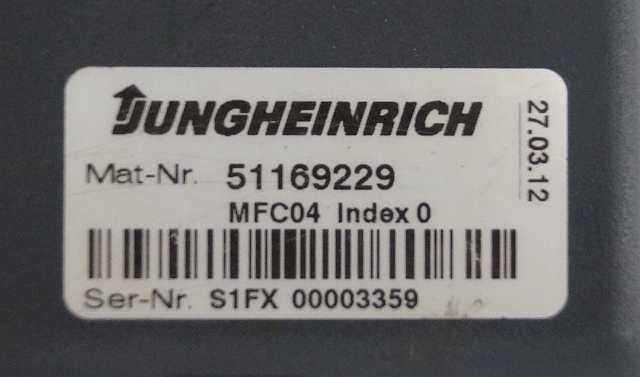 JUNGHEINRICH
Mat-Nr. 51169229
MFC04 Index 0
Ser-Nr. S1FX 00003359
27.03.12